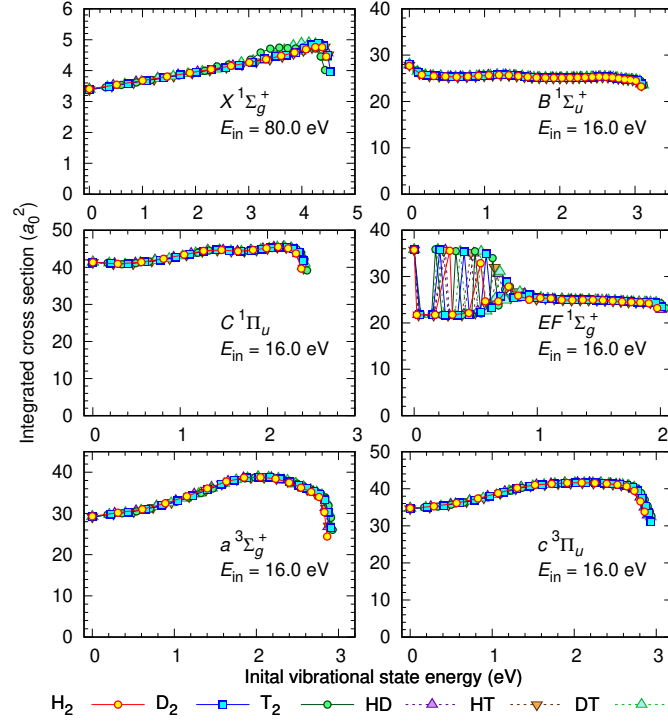 Integrated cross section (a₀²)
6
5
4
3
2
1
0
0 1 2 3 4 5
X ¹Σg⁺
Ein = 80.0 eV
40
30
20
10
0
0 1 2 3
B ¹Σu⁺
Ein = 16.0 eV
50
40
30
20
10
0
0 1 2 3
C ¹Πu
Ein = 16.0 eV
40
30
20
10
0
0 1 2
EF ¹Σg⁺
Ein = 16.0 eV
40
30
20
10
0
0 1 2 3
a ³Σg⁺
Ein = 16.0 eV
50
40
30
20
10
0
0 1 2 3
c ³Πu
Ein = 16.0 eV
Inital vibrational state energy (eV)
H₂ D₂ T₂ HD HT DT